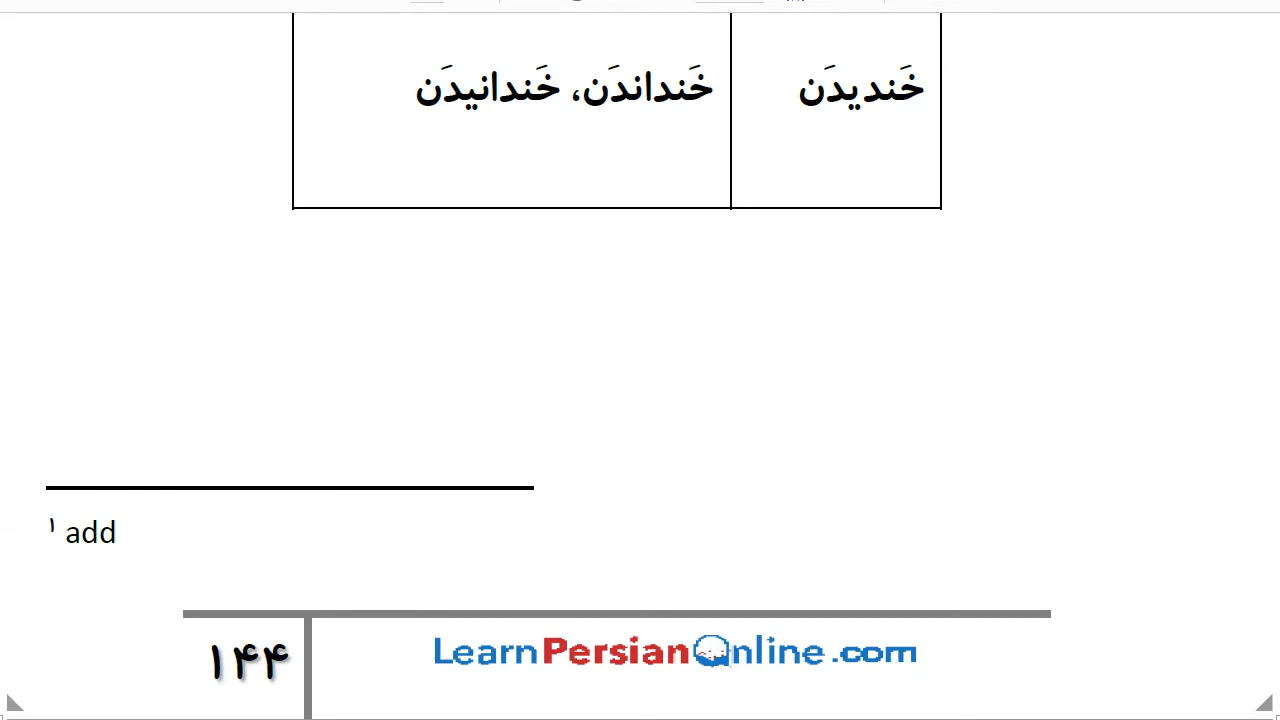 خَندیدَن
خَنداندَن، خَندانیدَن
۱ add
۱۴۴
LearnPersianOnline.com